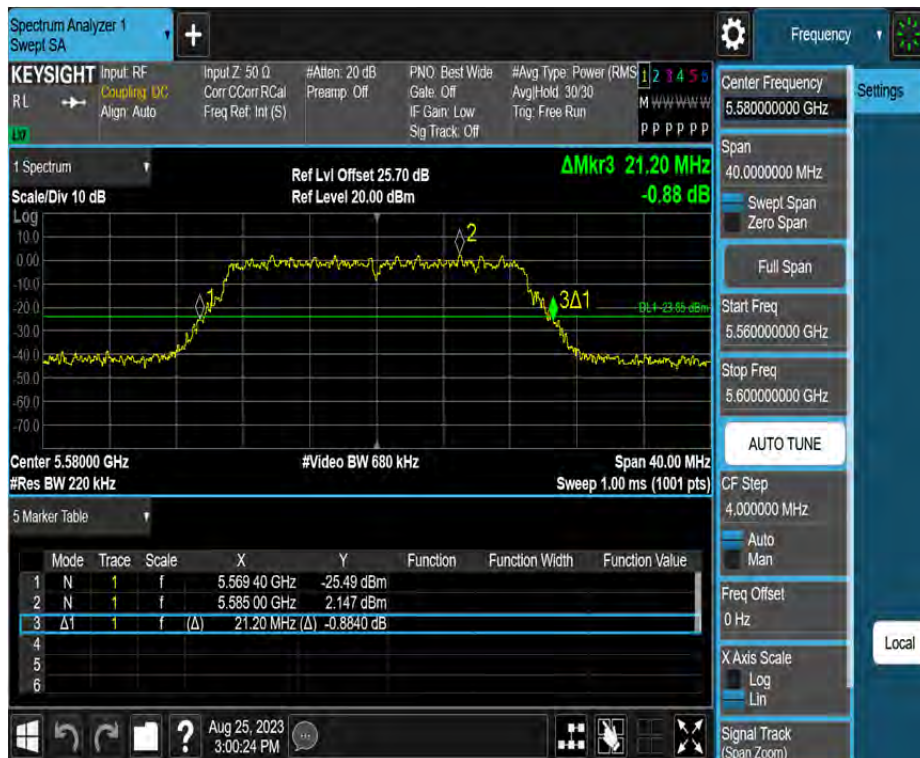 Spectrum Analyzer 1
Swept SA
+
Frequency
KEYSIGHT
Input: RF
Input Z: 50 Ω
#Atten: 20 dB
PNO: Best Wide
#Avg Type: Power (RMS)
1 2 3 4 5 6
RL
Coupling: DC
Corr CCorr RCal
Preamp: Off
Gate: Off
Avg|Hold: 30/30
M W W W W W
Align: Auto
Freq Ref: Int (S)
IF Gain: Low
Trig: Free Run
Sig Track: Off
P P P P P P
LXI
Center Frequency
5.580000000 GHz
Settings
1 Spectrum
Ref Lvl Offset 25.70 dB
ΔMkr3 21.20 MHz
Scale/Div 10 dB
Ref Level 20.00 dBm
-0.88 dB
Log
10.0
0.00
-10.0
-20.0
-30.0
-40.0
-50.0
-60.0
-70.0
1
2
3Δ1
DL1 -23.85 dBm
Center 5.58000 GHz
#Video BW 680 kHz
Span 40.00 MHz
#Res BW 220 kHz
Sweep 1.00 ms (1001 pts)
Span
40.0000000 MHz
Swept Span
Zero Span
Full Span
Start Freq
5.560000000 GHz
Stop Freq
5.600000000 GHz
AUTO TUNE
CF Step
4.000000 MHz
Auto
Man
Freq Offset
0 Hz
X Axis Scale
Log
Lin
Signal Track
(Span Zoom)
Local
5 Marker Table
Mode Trace Scale X Y Function Function Width Function Value
1 N 1 f 5.569 40 GHz -25.49 dBm
2 N 1 f 5.585 00 GHz 2.147 dBm
3 Δ1 1 f (Δ) 21.20 MHz (Δ) -0.8840 dB
4
5
6
?
Aug 25, 2023
3:00:24 PM